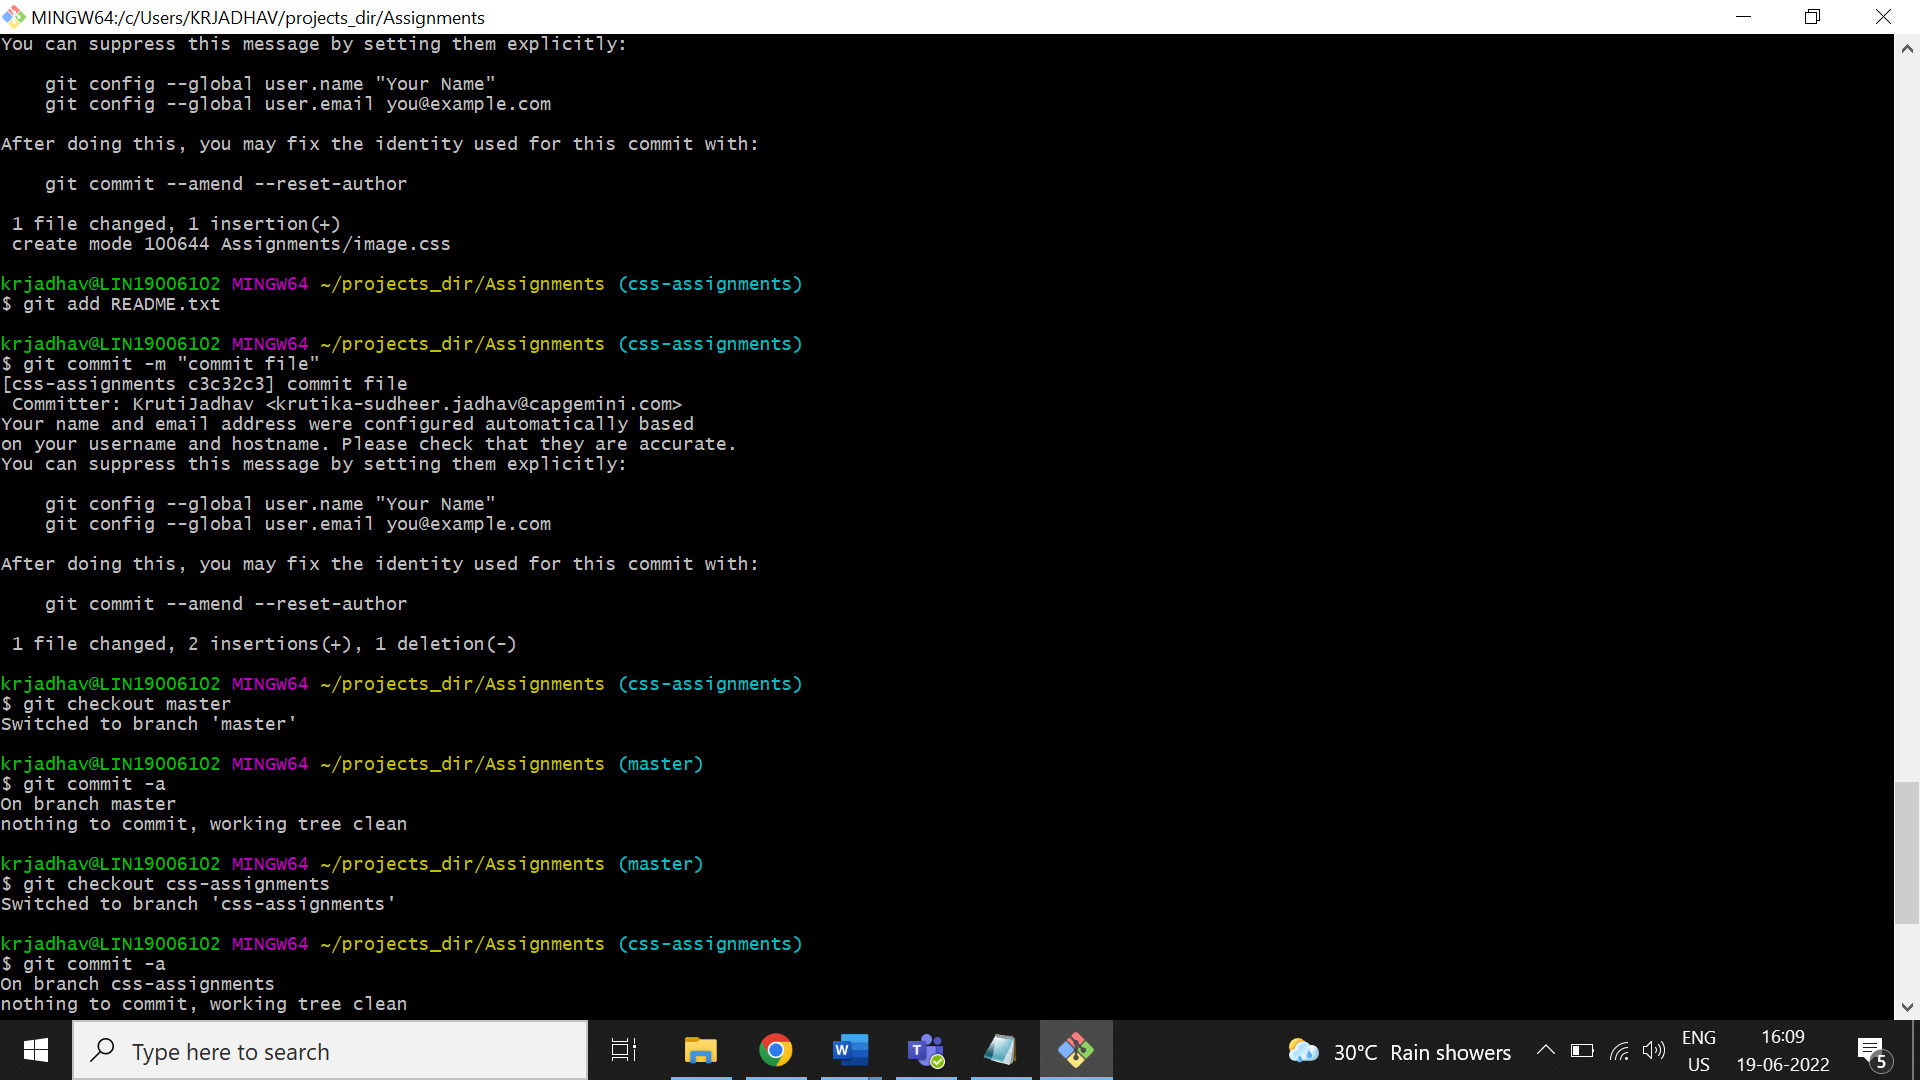 MINGW64:/c/Users/KRJADHAV/projects_dir/Assignments
You can suppress this message by setting them explicitly:
git config --global user.name "Your Name"
git config --global user.email you@example.com
After doing this, you may fix the identity used for this commit with:
git commit --amend --reset-author
1 file changed, 1 insertion(+)
create mode 100644 Assignments/image.css
krjadhav@LIN19006102 MINGW64 ~/projects_dir/Assignments (css-assignments)
$ git add README.txt
krjadhav@LIN19006102 MINGW64 ~/projects_dir/Assignments (css-assignments)
$ git commit -m "commit file"
[css-assignments c3c32c3] commit file
Committer: KrutiJadhav <krutika-sudheer.jadhav@capgemini.com>
Your name and email address were configured automatically based
on your username and hostname. Please check that they are accurate.
You can suppress this message by setting them explicitly:
git config --global user.name "Your Name"
git config --global user.email you@example.com
After doing this, you may fix the identity used for this commit with:
git commit --amend --reset-author
1 file changed, 2 insertions(+), 1 deletion(-)
krjadhav@LIN19006102 MINGW64 ~/projects_dir/Assignments (css-assignments)
$ git checkout master
Switched to branch 'master'
krjadhav@LIN19006102 MINGW64 ~/projects_dir/Assignments (master)
$ git commit -a
On branch master
nothing to commit, working tree clean
krjadhav@LIN19006102 MINGW64 ~/projects_dir/Assignments (master)
$ git checkout css-assignments
Switched to branch 'css-assignments'
krjadhav@LIN19006102 MINGW64 ~/projects_dir/Assignments (css-assignments)
$ git commit -a
On branch css-assignments
nothing to commit, working tree clean
Type here to search
W
T
30°C Rain showers
ENG
US
16:09
19-06-2022
5